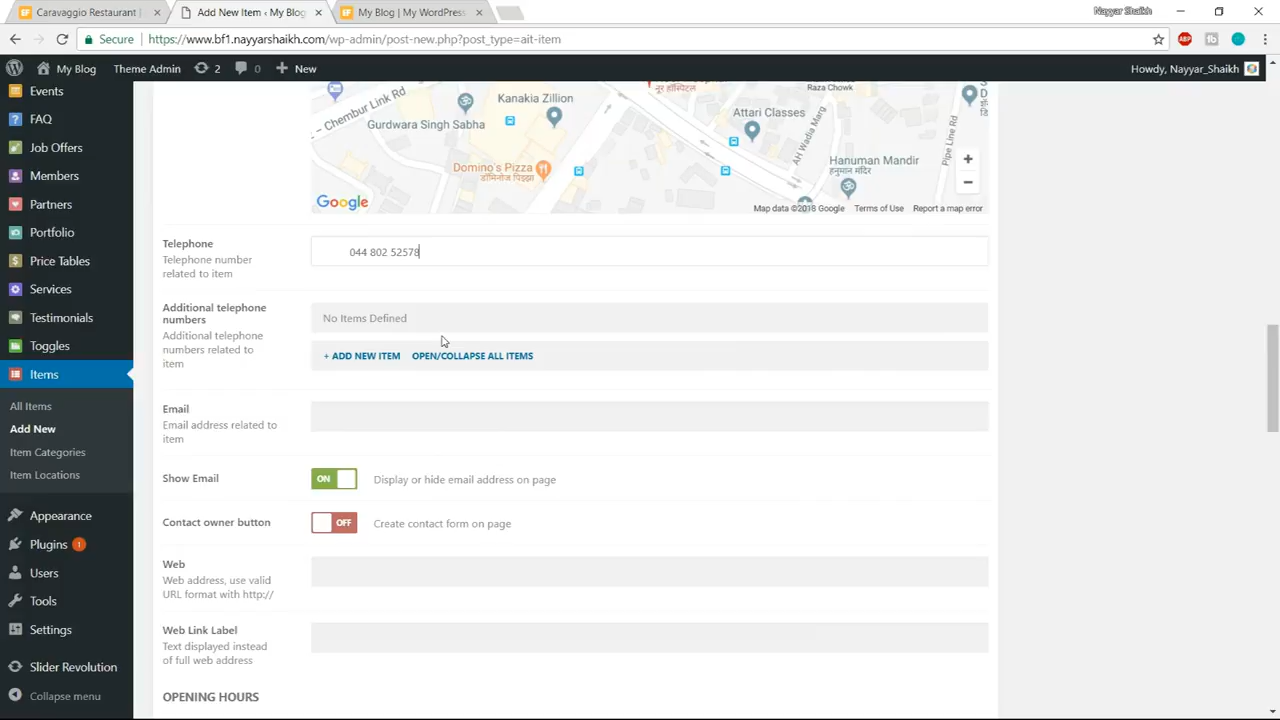 Caravaggio Restaurant |
Add New Item ‹ My Blog
My Blog | My WordPress
Nayyar Shaikh
Secure
https://www.bf1.nayyarshaikh.com/wp-admin/post-new.php?post_type=ait-item
My Blog
Theme Admin
2
0
New
Howdy, Nayyar_Shaikh
Events
FAQ
Job Offers
Members
Partners
Portfolio
Price Tables
Services
Testimonials
Toggles
Items
All Items
Add New
Item Categories
Item Locations
Appearance
Plugins 1
Users
Tools
Settings
Slider Revolution
Collapse menu
नूर हॉस्पिटल
Raza Chowk
Kanakia Zillion
- Chembur Link Rd
Gurdwara Singh Sabha
Attari Classes
AH Wadia Marg
Pipe Line Rd
Domino's Pizza
डोमिनोज पिझ्झा
Hanuman Mandir
हनुमान मंदिर
Google
Map data ©2018 Google
Terms of Use
Report a map error
Telephone
Telephone number
related to item
044 802 52578
Additional telephone
numbers
Additional telephone
numbers related to
item
No Items Defined
+ ADD NEW ITEM
OPEN/COLLAPSE ALL ITEMS
Email
Email address related to
item
Show Email
ON
Display or hide email address on page
Contact owner button
OFF
Create contact form on page
Web
Web address, use valid
URL format with http://
Web Link Label
Text displayed instead
of full web address
OPENING HOURS